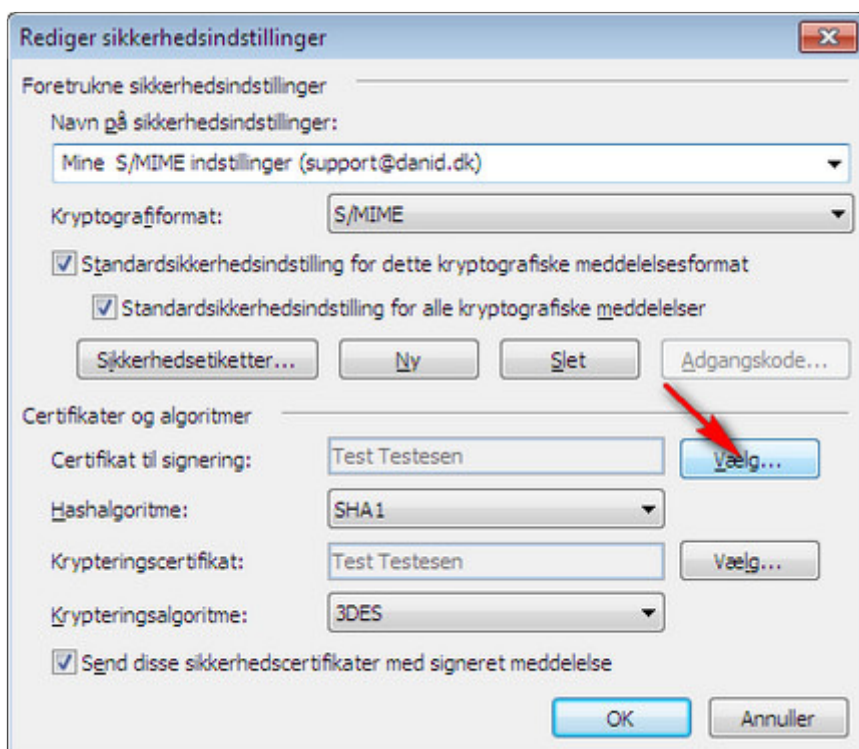 Rediger sikkerhedsindstillinger
Foretrukne sikkerhedsindstillinger
Navn på sikkerhedsindstillinger:
Mine S/MIME indstillinger (support@danid.dk)
Kryptografiformat: S/MIME
Standardsikkerhedsindstilling for dette kryptografiske meddelelsesformat
Standardsikkerhedsindstilling for alle kryptografiske meddelelser
Sikkerhedsetiketter... Ny Slet Adgangskode...
Certifikater og algoritmer
Certifikat til signering: Test Testesen Vælg...
Hashalgoritme: SHA1
Krypteringscertifikat: Test Testesen Vælg...
Krypteringsalgoritme: 3DES
Send disse sikkerhedscertifikater med signeret meddelelse
OK Annuller